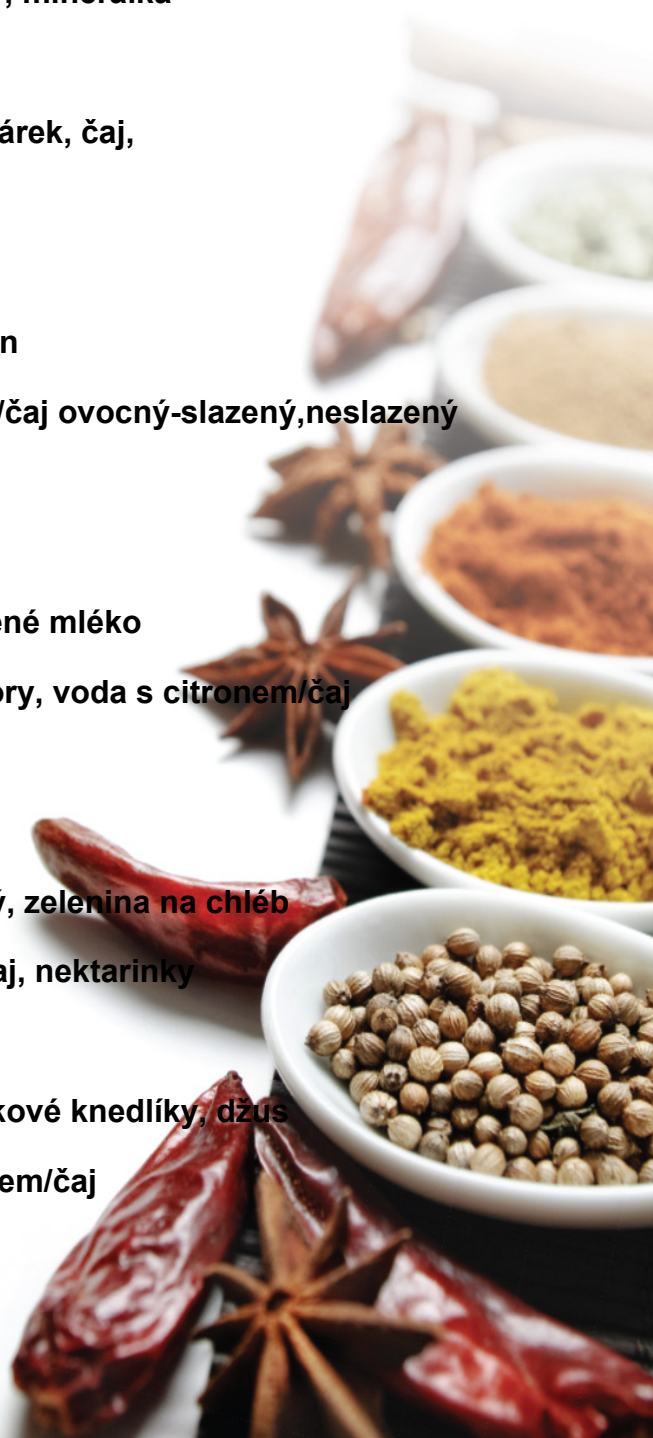 árek, čaj,
n
/čaj ovocný-slazený,neslazený
ené mléko
ory, voda s citronem/čaj
ý, zelenina na chléb
aj, nektarinky
kové knedlíky, džus
em/čaj